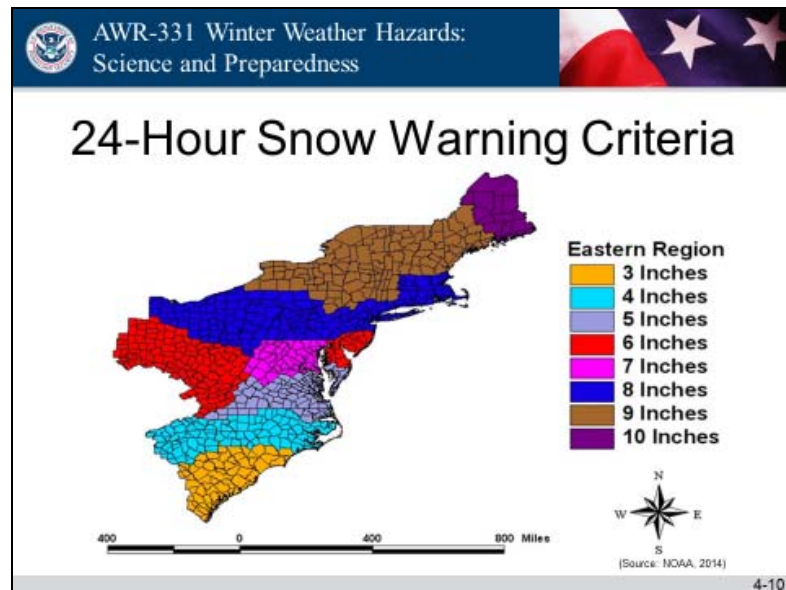 AWR-331 Winter Weather Hazards:
Science and Preparedness
24-Hour Snow Warning Criteria
Eastern Region
3 Inches
4 Inches
5 Inches
6 Inches
7 Inches
8 Inches
9 Inches
10 Inches
N
W E
S
400 0 400 800 Miles
(Source: NOAA, 2014)
4-10